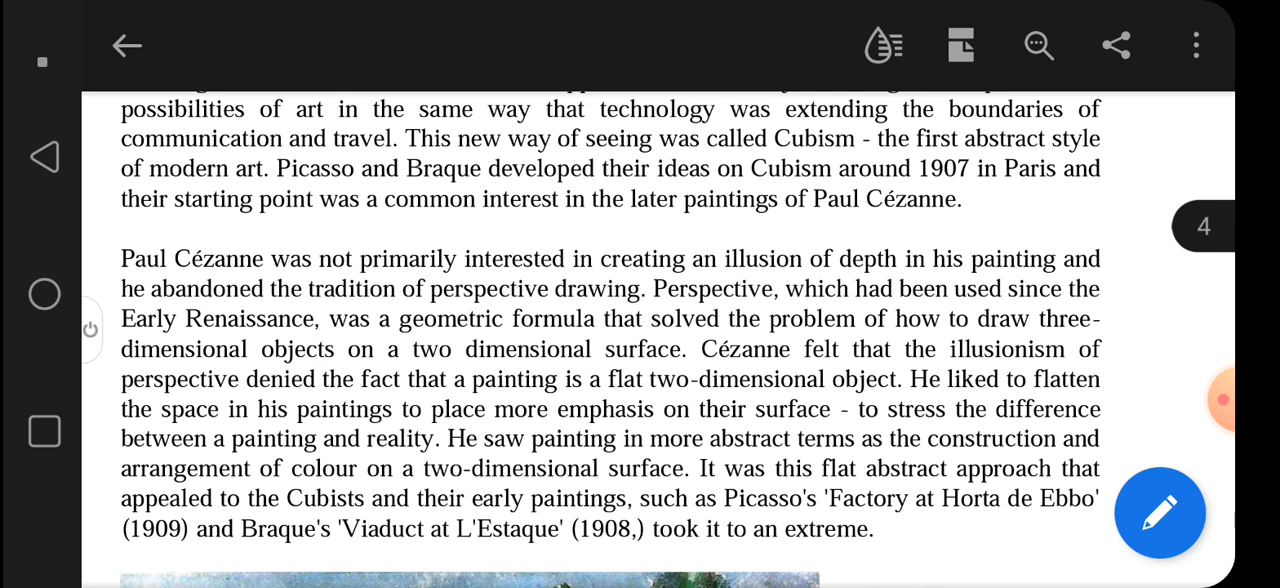 possibilities of art in the same way that technology was extending the boundaries of
communication and travel. This new way of seeing was called Cubism - the first abstract style
of modern art. Picasso and Braque developed their ideas on Cubism around 1907 in Paris and
their starting point was a common interest in the later paintings of Paul Cézanne.
4
Paul Cézanne was not primarily interested in creating an illusion of depth in his painting and
he abandoned the tradition of perspective drawing. Perspective, which had been used since the
Early Renaissance, was a geometric formula that solved the problem of how to draw three-
dimensional objects on a two dimensional surface. Cézanne felt that the illusionism of
perspective denied the fact that a painting is a flat two-dimensional object. He liked to flatten
the space in his paintings to place more emphasis on their surface - to stress the difference
between a painting and reality. He saw painting in more abstract terms as the construction and
arrangement of colour on a two-dimensional surface. It was this flat abstract approach that
appealed to the Cubists and their early paintings, such as Picasso's 'Factory at Horta de Ebbo'
(1909) and Braque's 'Viaduct at L'Estaque' (1908,) took it to an extreme.